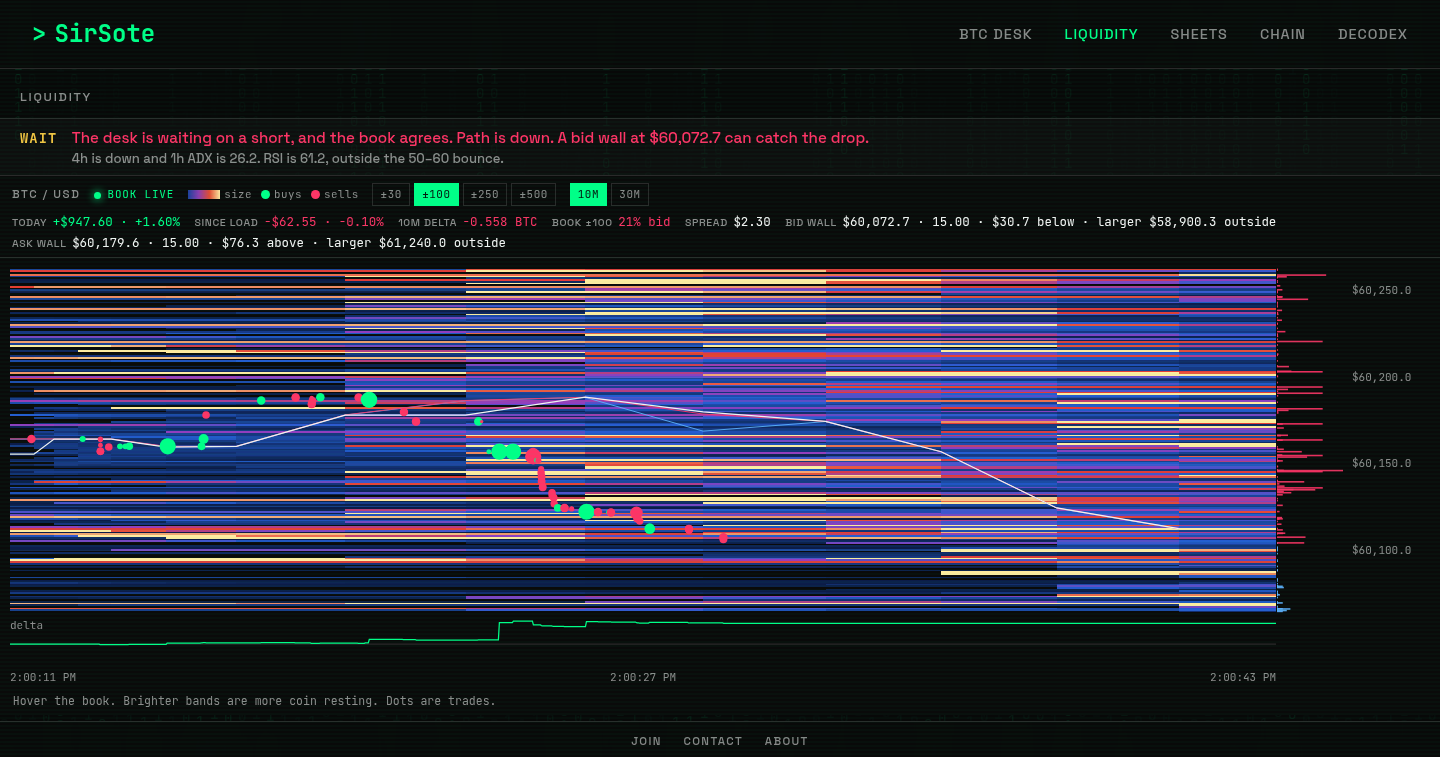 > SirSote
BTC DESK LIQUIDITY SHEETS CHAIN DECODEX
LIQUIDITY
WAIT The desk is waiting on a short, and the book agrees. Path is down. A bid wall at $60,072.7 can catch the drop.
4h is down and 1h ADX is 26.2. RSI is 61.2, outside the 50–60 bounce.
BTC / USD BOOK LIVE size buys sells ±30 ±100 ±250 ±500 10M 30M
TODAY +$947.60 · +1.60% SINCE LOAD -$62.55 · -0.10% 10M DELTA -0.558 BTC BOOK ±100 21% bid SPREAD $2.30 BID WALL $60,072.7 · 15.00 · $30.7 below · larger $58,900.3 outside
ASK WALL $60,179.6 · 15.00 · $76.3 above · larger $61,240.0 outside
$60,250.0
$60,200.0
$60,150.0
$60,100.0
delta
2:00:11 PM 2:00:27 PM 2:00:43 PM
Hover the book. Brighter bands are more coin resting. Dots are trades.
JOIN CONTACT ABOUT